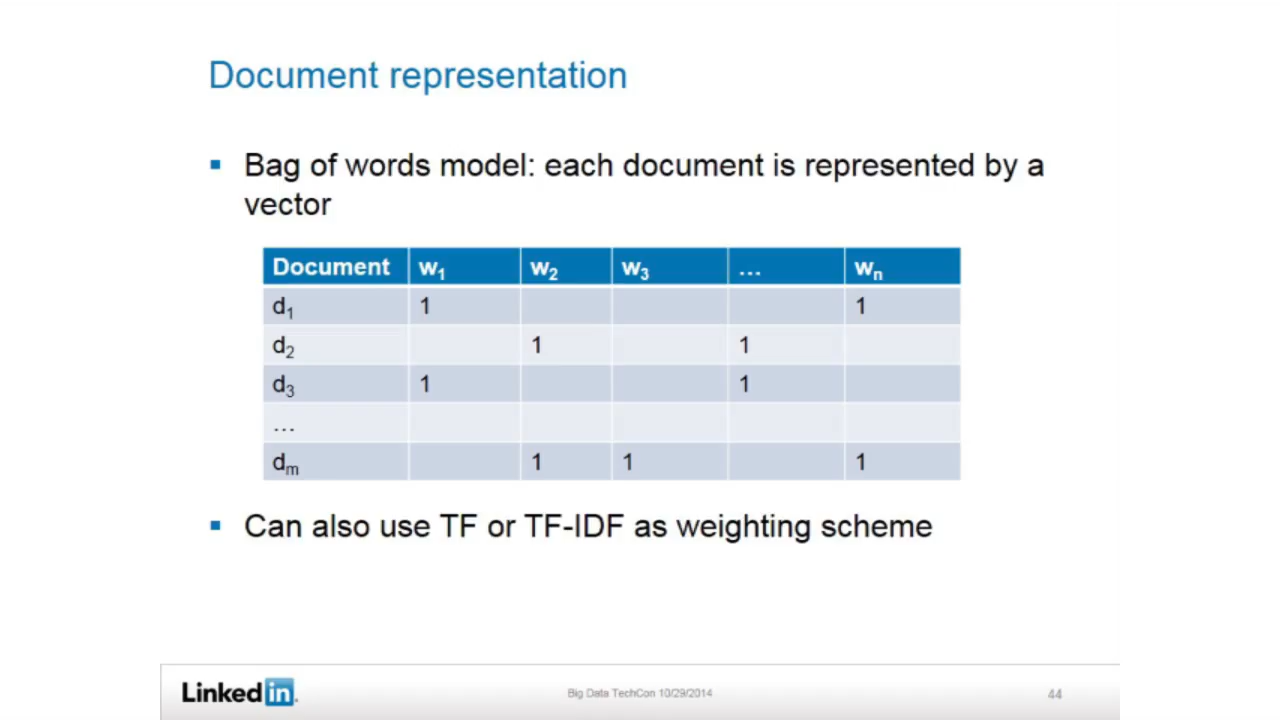 Document representation
Bag of words model: each document is represented by a
vector
Document w₁ w₂ w₃ … wₙ
d₁ 1 1
d₂ 1 1
d₃ 1 1
…
dₘ 1 1 1
Can also use TF or TF-IDF as weighting scheme
Linked in. Big Data TechCon 10/29/2014 44